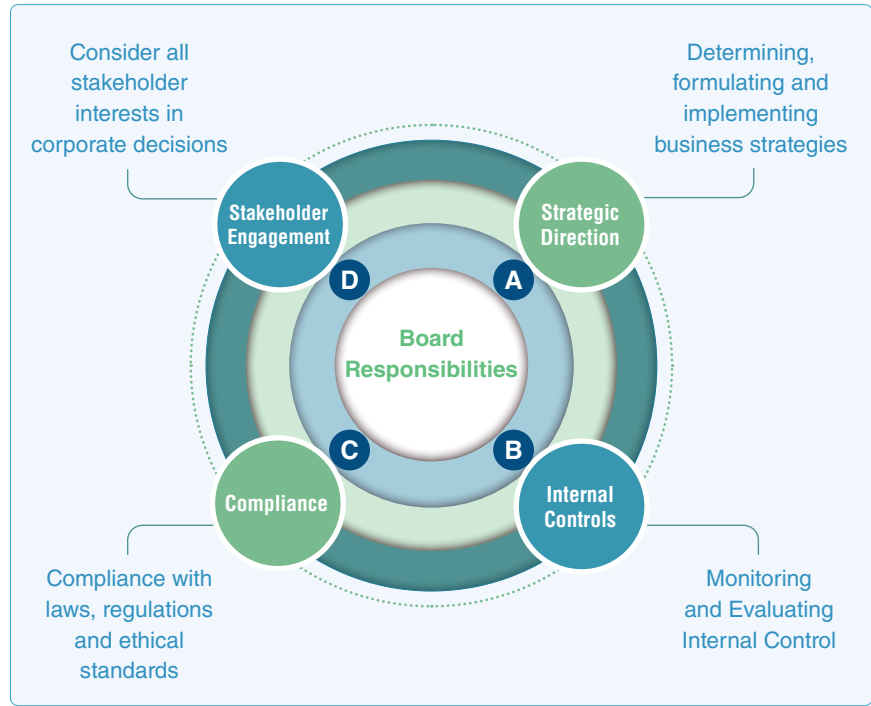 Consider all
stakeholder
interests in
corporate decisions
Determining,
formulating and
implementing
business strategies
Stakeholder
Engagement
Strategic
Direction
D
A
Board
Responsibilities
C
B
Compliance
Internal
Controls
Compliance with
laws, regulations
and ethical
standards
Monitoring
and Evaluating
Internal Control